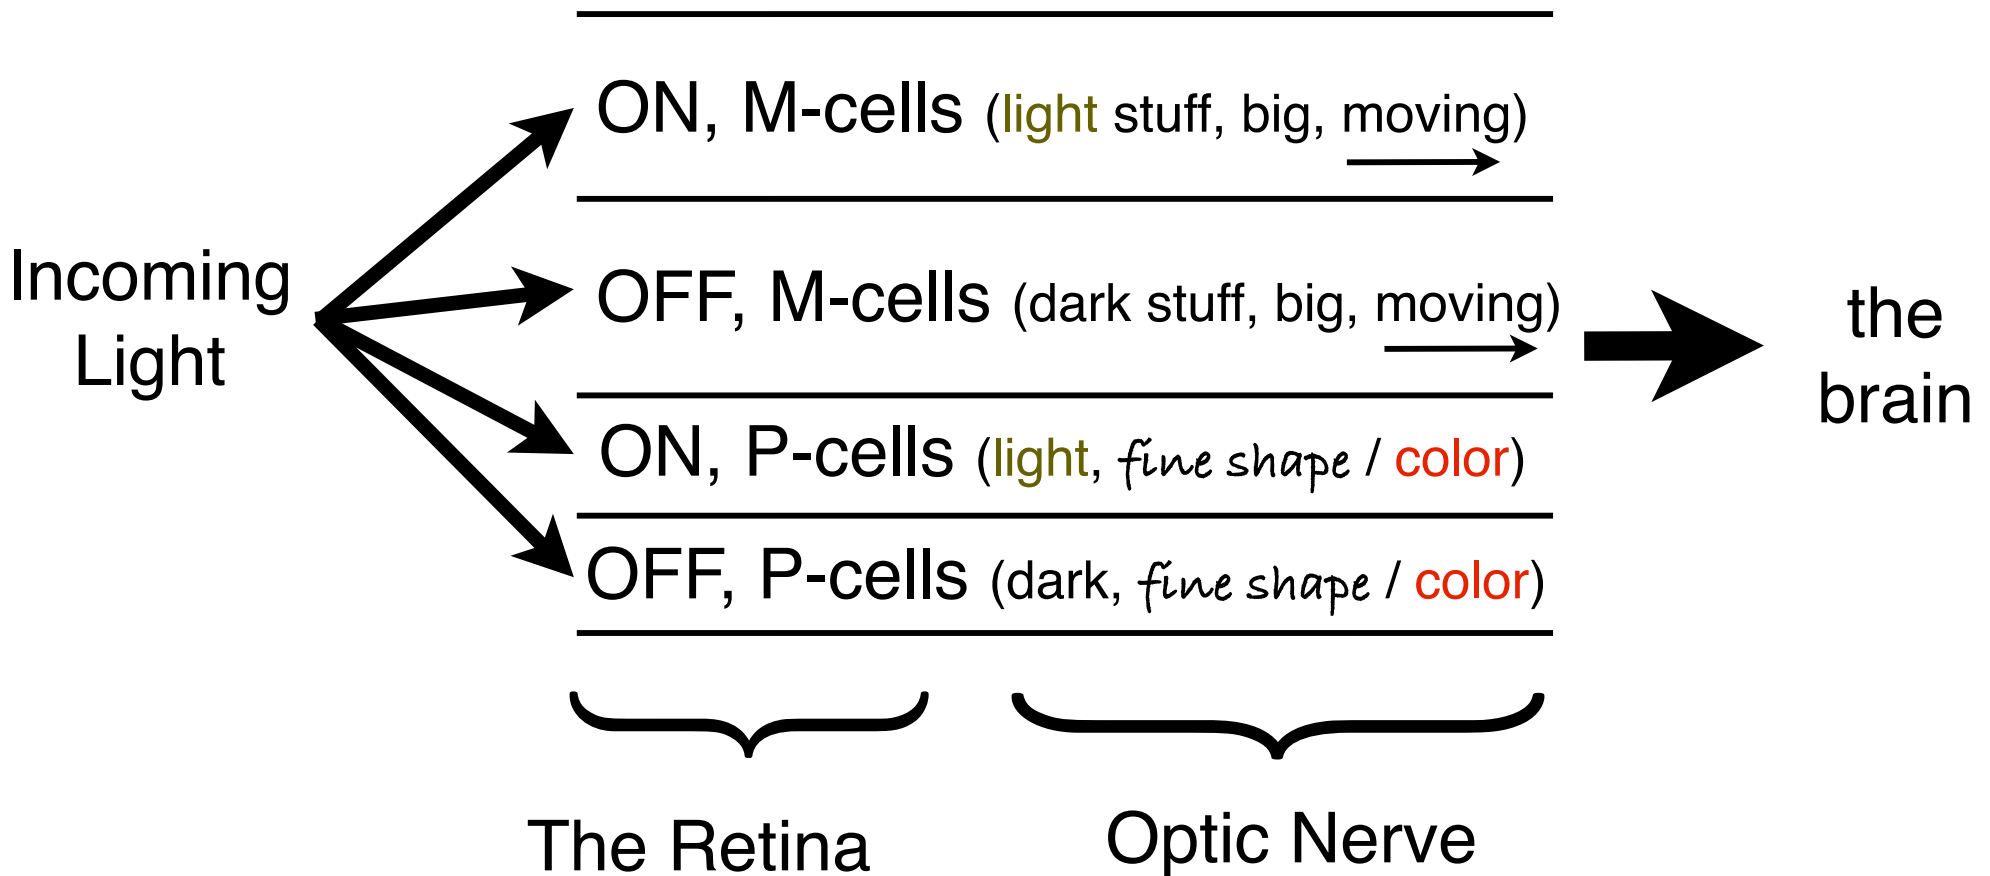 Incoming
Light
ON, M-cells (light stuff, big, moving)
OFF, M-cells (dark stuff, big, moving)
ON, P-cells (light, fine shape / color)
OFF, P-cells (dark, fine shape / color)
the
brain
The Retina
Optic Nerve